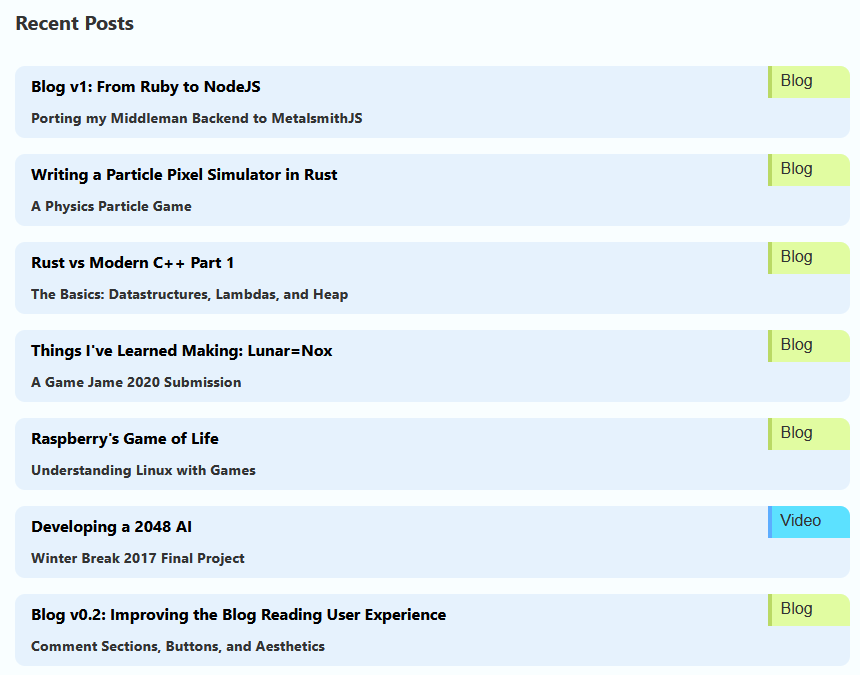 Recent Posts
Blog v1: From Ruby to NodeJS
Blog
Porting my Middleman Backend to MetalsmithJS
Writing a Particle Pixel Simulator in Rust
Blog
A Physics Particle Game
Rust vs Modern C++ Part 1
Blog
The Basics: Datastructures, Lambdas, and Heap
Things I've Learned Making: Lunar=Nox
Blog
A Game Jame 2020 Submission
Raspberry's Game of Life
Blog
Understanding Linux with Games
Developing a 2048 AI
Video
Winter Break 2017 Final Project
Blog v0.2: Improving the Blog Reading User Experience
Blog
Comment Sections, Buttons, and Aesthetics